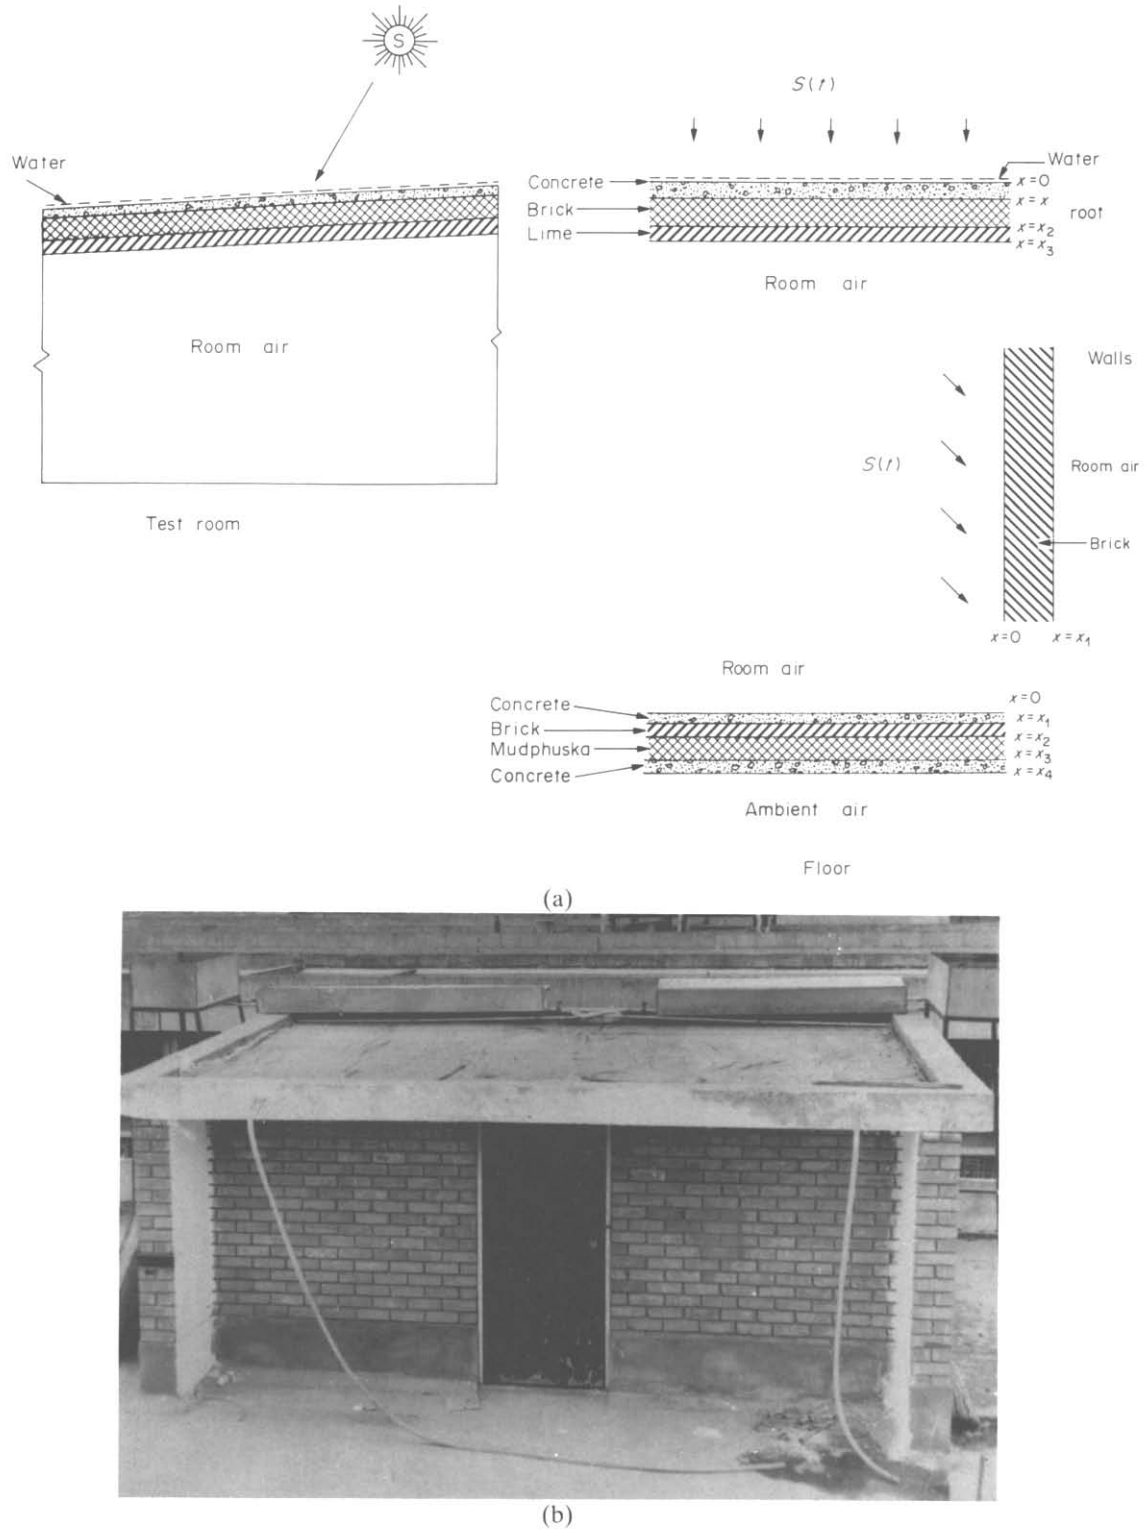 S
S(t)
Water
Water
Concrete
x=0
x=x
Brick
root
x=x₂
Lime
x=x₃
Room air
Room air
Walls
S(t)
Room air
Test room
Brick
x=0 x=x₁
Room air
x=0
Concrete
x=x₁
Brick
x=x₂
Mudphuska
x=x₃
Concrete
x=x₄
Ambient air
Floor
(a)
(b)